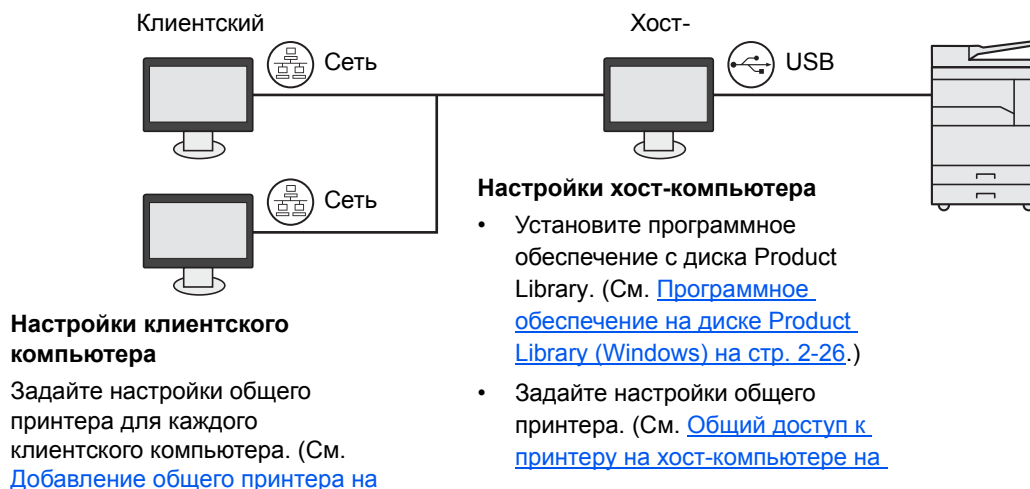 Клиентский
Хост-
Сеть
USB
Сеть
Настройки хост-компьютера
• Установите программное
обеспечение с диска Product
Library. (См. Программное
обеспечение на диске Product
Library (Windows) на стр. 2-26.)
• Задайте настройки общего
принтера. (См. Общий доступ к
принтеру на хост-компьютере на
Настройки клиентского
компьютера
Задайте настройки общего
принтера для каждого
клиентского компьютера. (См.
Добавление общего принтера на